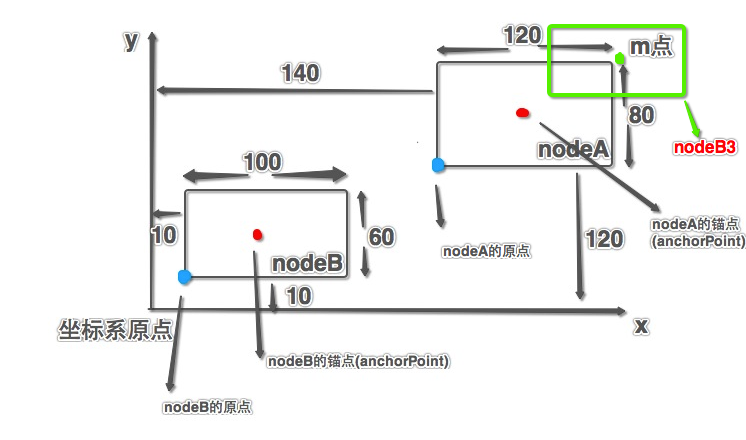 y
120
m点
140
80
nodeB3
nodeA
100
nodeA的锚点
(anchorPoint)
10
60
nodeA的原点
120
nodeB
10
坐标系原点
x
nodeB的锚点(anchorPoint)
nodeB的原点